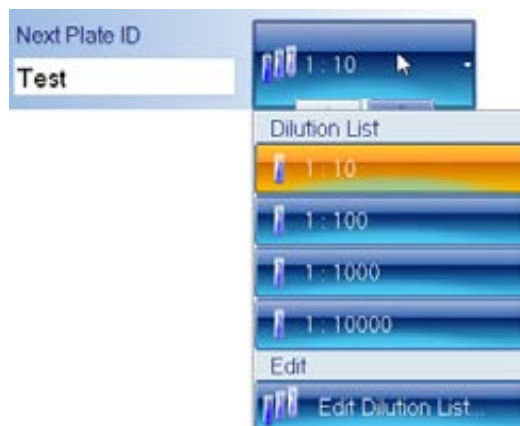 Next Plate ID
Test
1 : 10
Dilution List
1 : 10
1 : 100
1 : 1000
1 : 10000
Edit
Edit Dilution List...